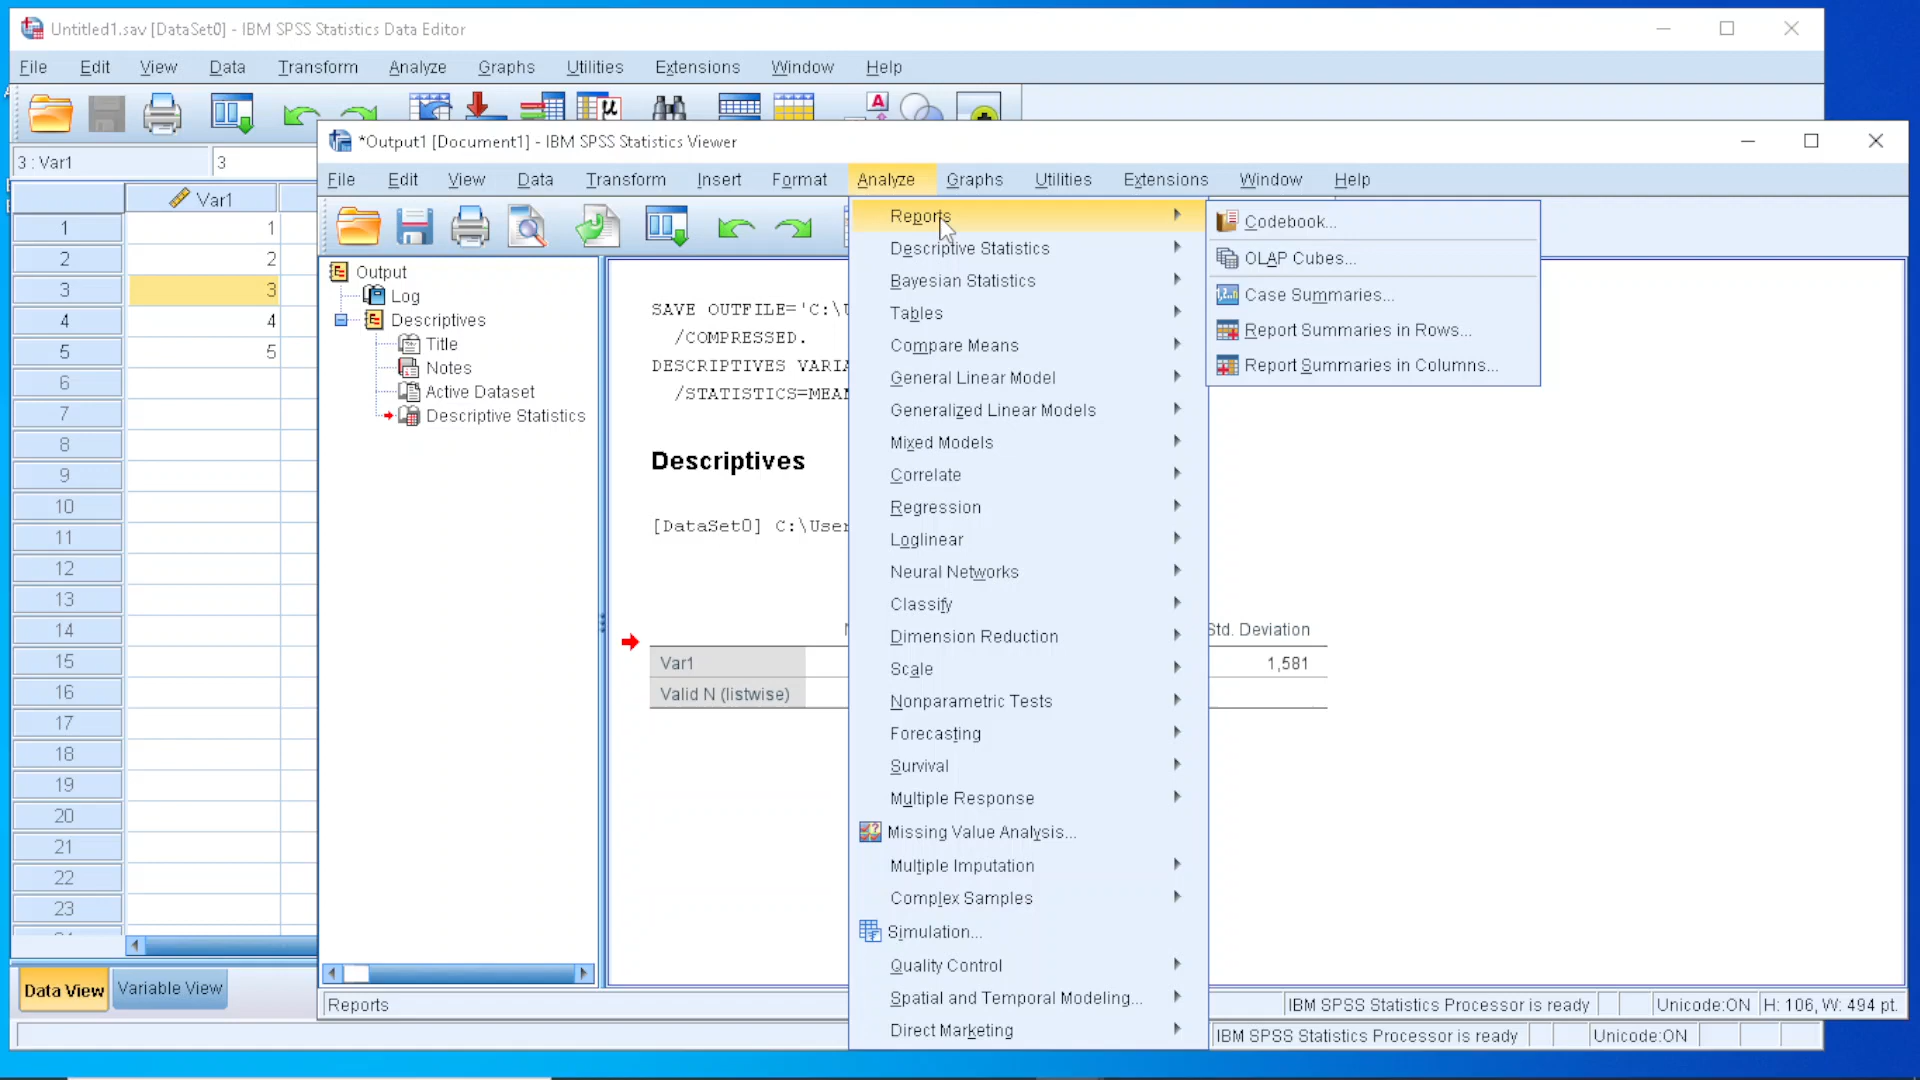 Untitled1.sav [DataSet0] - IBM SPSS Statistics Data Editor
File Edit View Data Transform Analyze Graphs Utilities Extensions Window Help
3 : Var1 3
Var1
1 1
2 2
3 3
4 4
5 5
6
7
8
9
10
11
12
13
14
15
16
17
18
19
20
21
22
23
Data View Variable View
*Output1 [Document1] - IBM SPSS Statistics Viewer
File Edit View Data Transform Insert Format Analyze Graphs Utilities Extensions Window Help
Output
Log
Descriptives
Title
Notes
Active Dataset
Descriptive Statistics
SAVE OUTFILE='C:\
/COMPRESSED.
DESCRIPTIVES
/STATISTICS=
Descriptives
[DataSet0] C:\User
Std. Deviation
Var1 1,581
Valid N (listwise)
Reports
Descriptive Statistics
Bayesian Statistics
Tables
Compare Means
General Linear Model
Generalized Linear Models
Mixed Models
Correlate
Regression
Loglinear
Neural Networks
Classify
Dimension Reduction
Scale
Nonparametric Tests
Forecasting
Survival
Multiple Response
Missing Value Analysis...
Multiple Imputation
Complex Samples
Simulation...
Quality Control
Spatial and Temporal Modeling...
Direct Marketing
Codebook...
OLAP Cubes...
Case Summaries...
Report Summaries in Rows...
Report Summaries in Columns...
Reports
IBM SPSS Statistics Processor is ready Unicode:ON H: 106, W: 494 pt.
IBM SPSS Statistics Processor is ready Unicode:ON